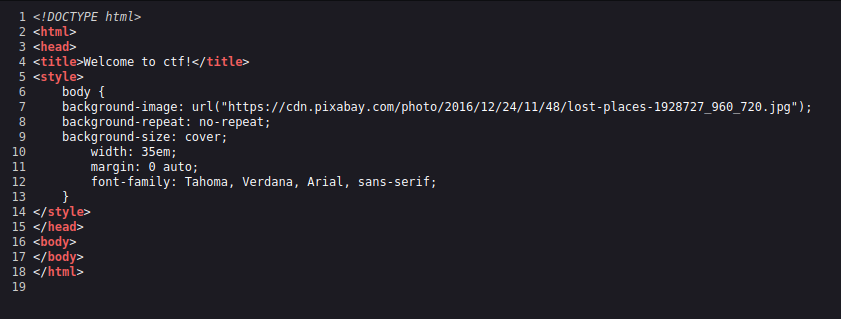 1 <!DOCTYPE html>
2 <html>
3 <head>
4 <title>Welcome to ctf!</title>
5 <style>
6     body {
7     background-image: url("https://cdn.pixabay.com/photo/2016/12/24/11/48/lost-places-1928727_960_720.jpg");
8     background-repeat: no-repeat;
9     background-size: cover;
10         width: 35em;
11         margin: 0 auto;
12         font-family: Tahoma, Verdana, Arial, sans-serif;
13     }
14 </style>
15 </head>
16 <body>
17 </body>
18 </html>
19